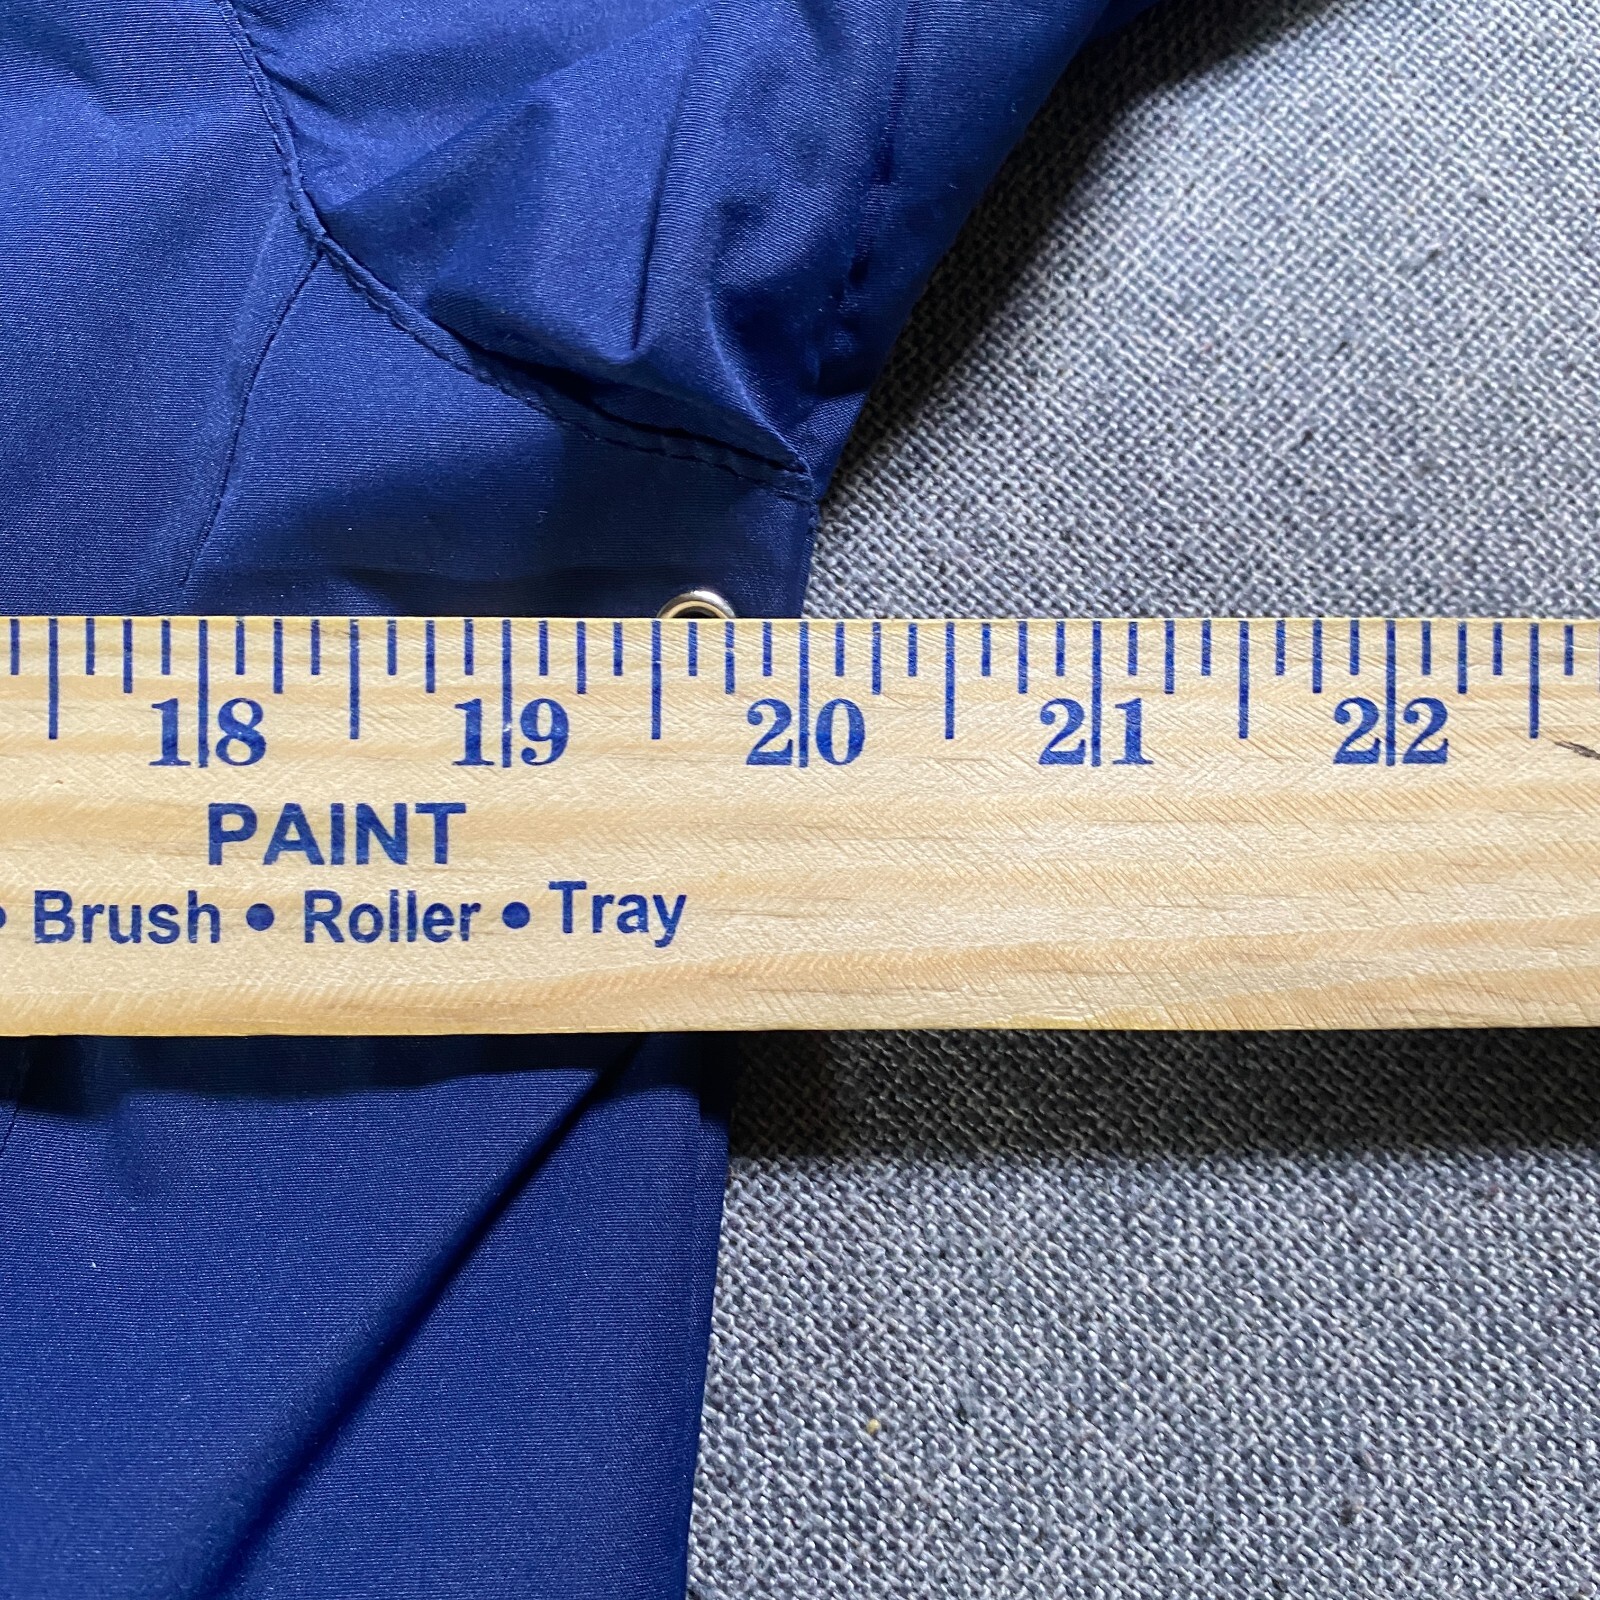 18 19 20 21 22
PAINT
• Brush • Roller • Tray